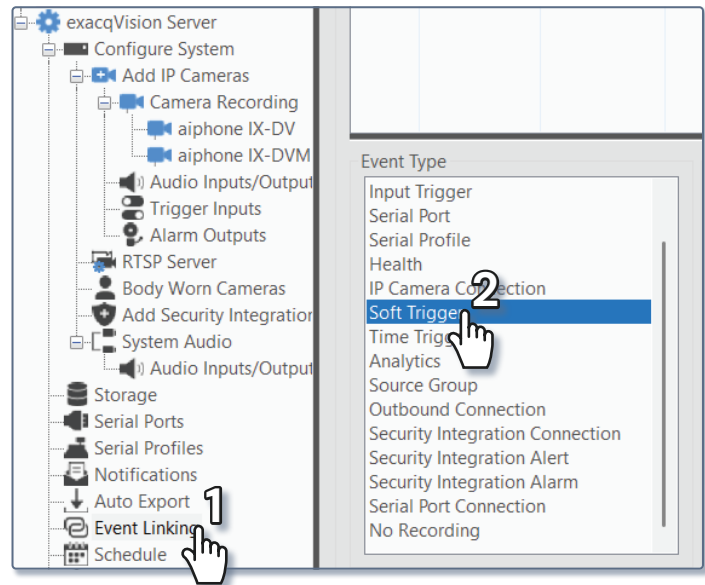 exacqVision Server
Configure System
Add IP Cameras
Camera Recording
aiphone IX-DV
aiphone IX-DVM
Audio Inputs/Output
Trigger Inputs
Alarm Outputs
RTSP Server
Body Worn Cameras
Add Security Integration
System Audio
Audio Inputs/Output
Storage
Serial Ports
Serial Profiles
Notifications
Auto Export
1
Event Linking
Schedule
Event Type
Input Trigger
Serial Port
Serial Profile
Health
IP Camera Connection
2
Soft Trigger
Time Trigger
Analytics
Source Group
Outbound Connection
Security Integration Connection
Security Integration Alert
Security Integration Alarm
Serial Port Connection
No Recording